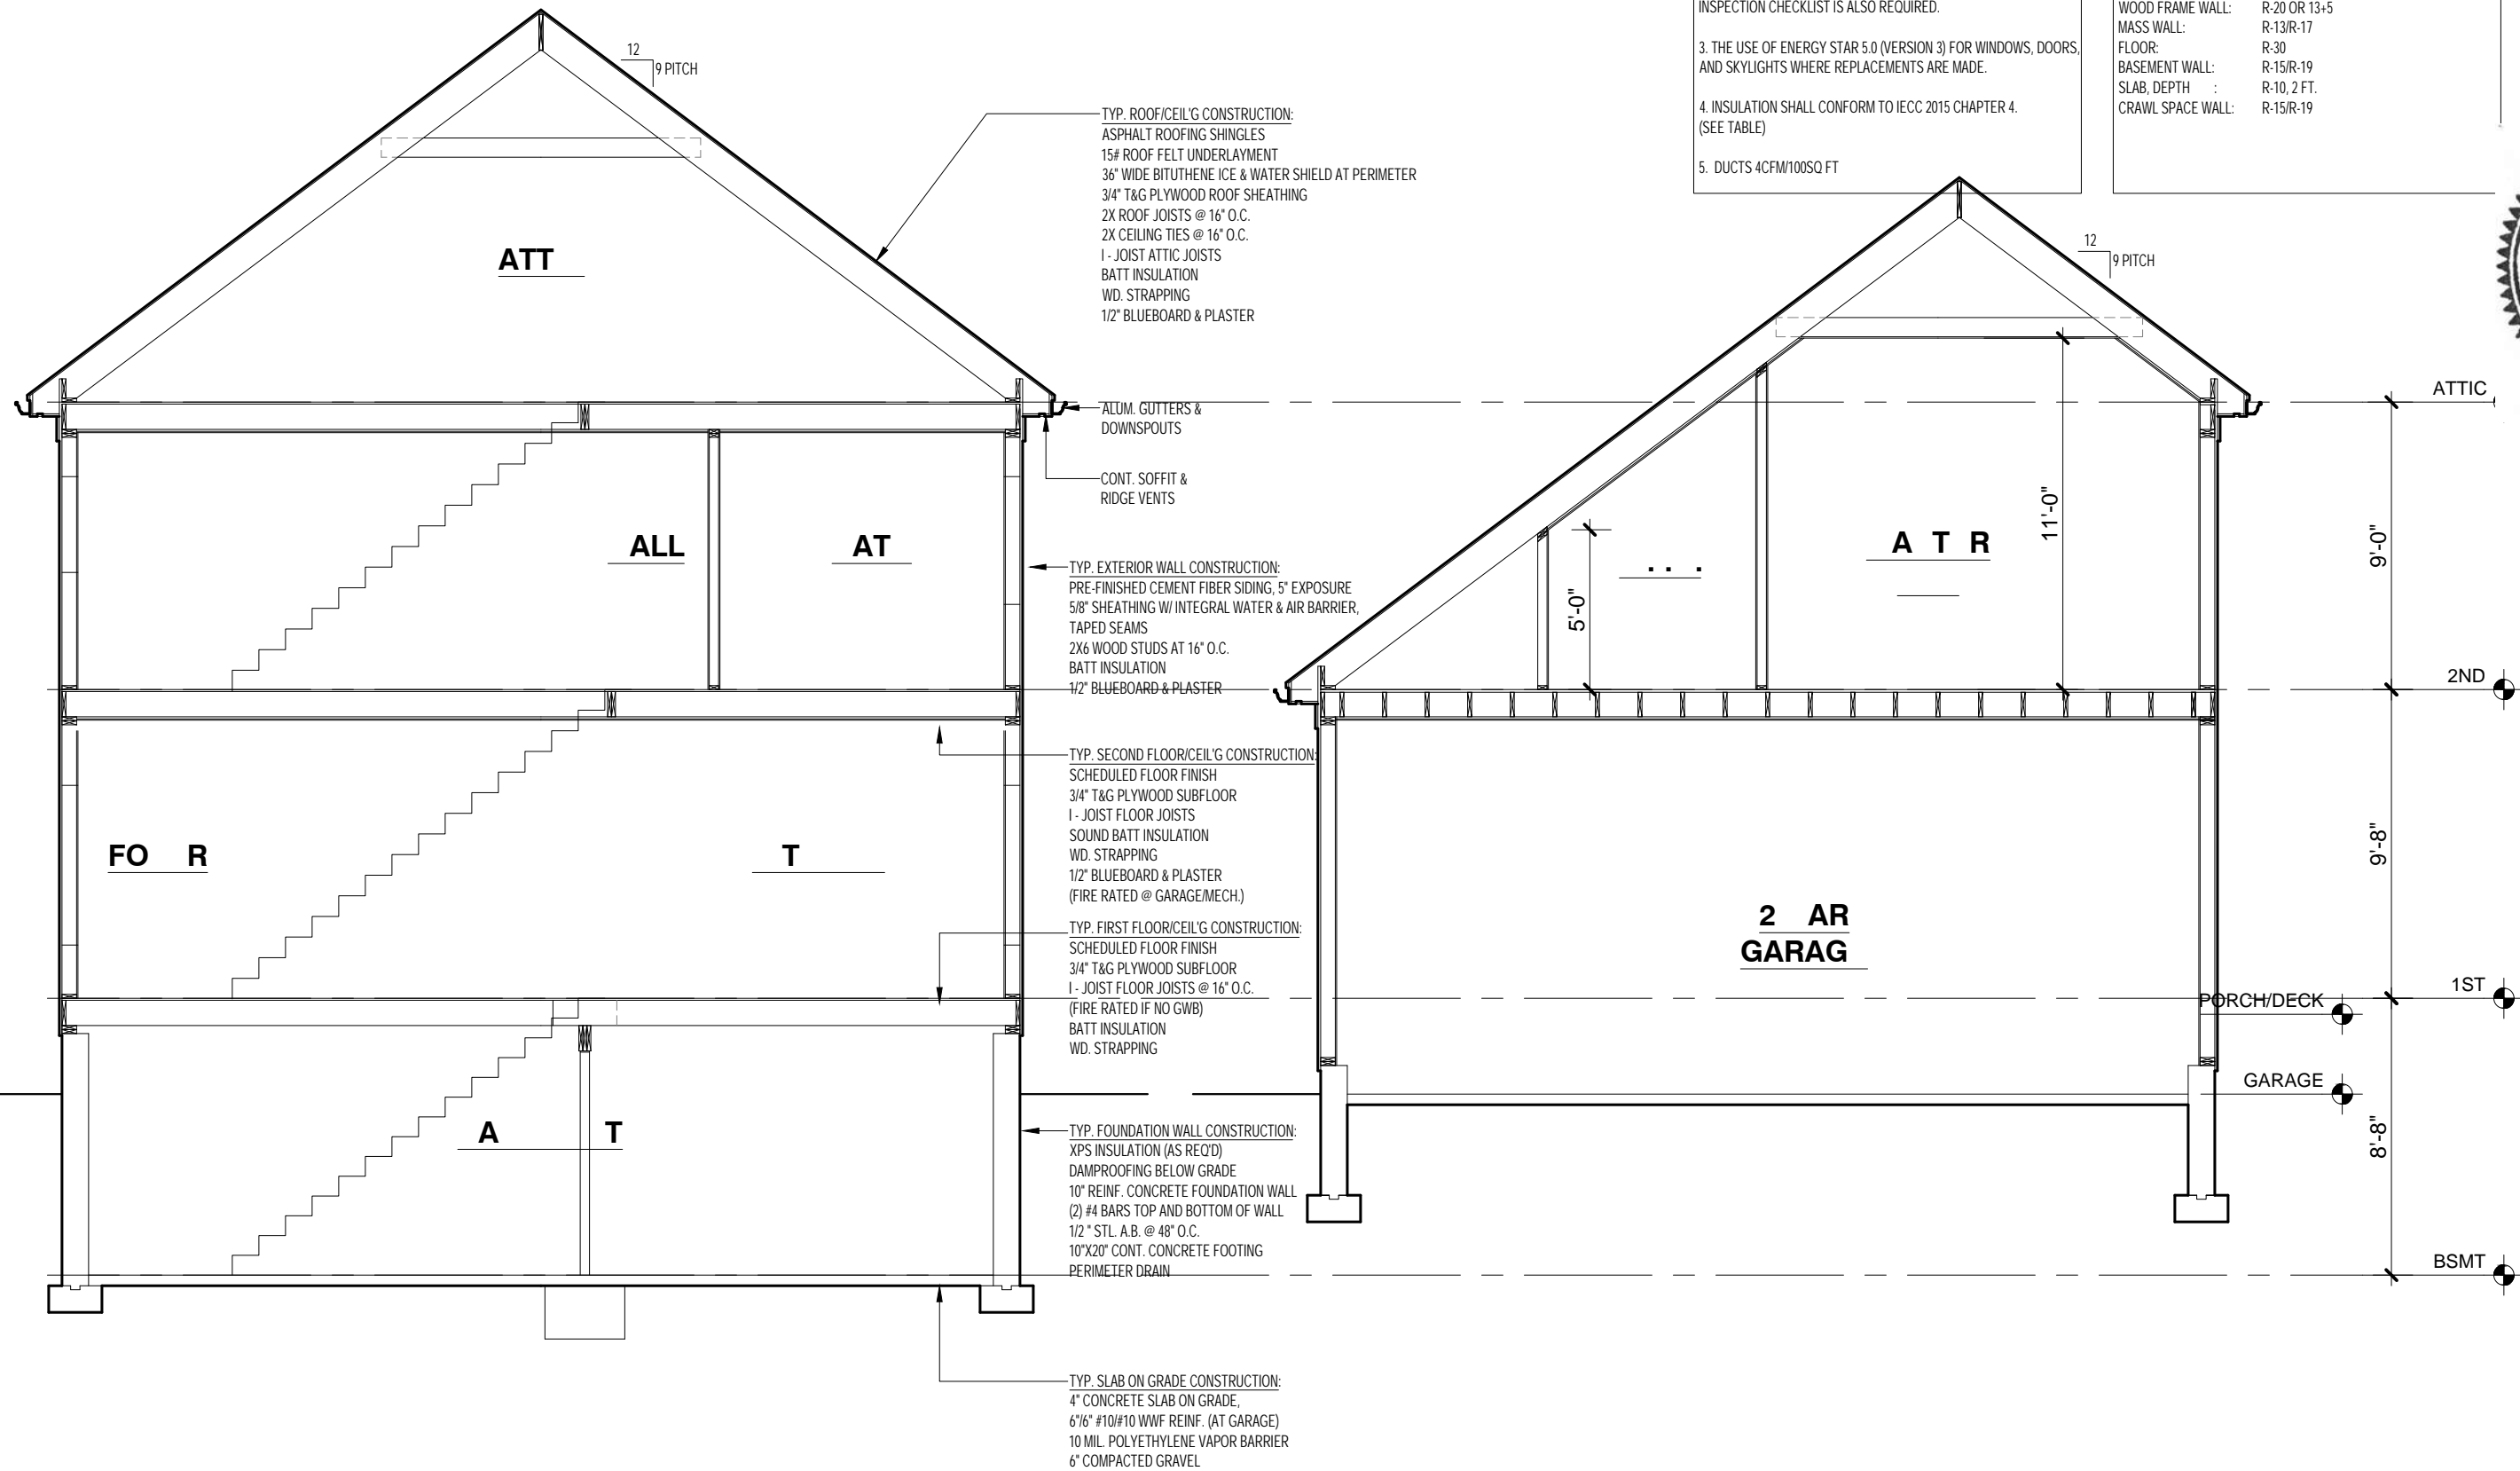 INSPECTION CHECKLIST IS ALSO REQUIRED.
3. THE USE OF ENERGY STAR 5.0 (VERSION 3) FOR WINDOWS, DOORS,
AND SKYLIGHTS WHERE REPLACEMENTS ARE MADE.
4. INSULATION SHALL CONFORM TO IECC 2015 CHAPTER 4.
(SEE TABLE)
5. DUCTS 4CFM/100SQ FT
WOOD FRAME WALL: R-20 OR 13+5
MASS WALL: R-13/R-17
FLOOR: R-30
BASEMENT WALL: R-15/R-19
SLAB, DEPTH : R-10, 2 FT.
CRAWL SPACE WALL: R-15/R-19
12
9 PITCH
TYP. ROOF/CEIL'G CONSTRUCTION:
ASPHALT ROOFING SHINGLES
15# ROOF FELT UNDERLAYMENT
36" WIDE BITUTHENE ICE & WATER SHIELD AT PERIMETER
3/4" T&G PLYWOOD ROOF SHEATHING
2X ROOF JOISTS @ 16" O.C.
2X CEILING TIES @ 16" O.C.
I - JOIST ATTIC JOISTS
BATT INSULATION
WD. STRAPPING
1/2" BLUEBOARD & PLASTER
ATT
12
9 PITCH
ALUM. GUTTERS &
DOWNSPOUTS
CONT. SOFFIT &
RIDGE VENTS
ATTIC
ALL
AT
TYP. EXTERIOR WALL CONSTRUCTION:
PRE-FINISHED CEMENT FIBER SIDING, 5" EXPOSURE
5/8" SHEATHING W/ INTEGRAL WATER & AIR BARRIER,
TAPED SEAMS
2X6 WOOD STUDS AT 16" O.C.
BATT INSULATION
1/2" BLUEBOARD & PLASTER
. . .
5'-0"
A T R
11'-0"
9'-0"
2ND
TYP. SECOND FLOOR/CEIL'G CONSTRUCTION:
SCHEDULED FLOOR FINISH
3/4" T&G PLYWOOD SUBFLOOR
I - JOIST FLOOR JOISTS
SOUND BATT INSULATION
WD. STRAPPING
1/2" BLUEBOARD & PLASTER
(FIRE RATED @ GARAGE/MECH.)
FO R
T
9'-8"
TYP. FIRST FLOOR/CEIL'G CONSTRUCTION:
SCHEDULED FLOOR FINISH
3/4" T&G PLYWOOD SUBFLOOR
I - JOIST FLOOR JOISTS @ 16" O.C.
(FIRE RATED IF NO GWB)
BATT INSULATION
WD. STRAPPING
2 AR
GARAG
1ST
PORCH/DECK
GARAGE
A T
TYP. FOUNDATION WALL CONSTRUCTION:
XPS INSULATION (AS REQ'D)
DAMPROOFING BELOW GRADE
10" REINF. CONCRETE FOUNDATION WALL
(2) #4 BARS TOP AND BOTTOM OF WALL
1/2 " STL. A.B. @ 48" O.C.
10"X20" CONT. CONCRETE FOOTING
PERIMETER DRAIN
8'-8"
BSMT
TYP. SLAB ON GRADE CONSTRUCTION:
4" CONCRETE SLAB ON GRADE,
6"/6" #10/#10 WWF REINF. (AT GARAGE)
10 MIL. POLYETHYLENE VAPOR BARRIER
6" COMPACTED GRAVEL